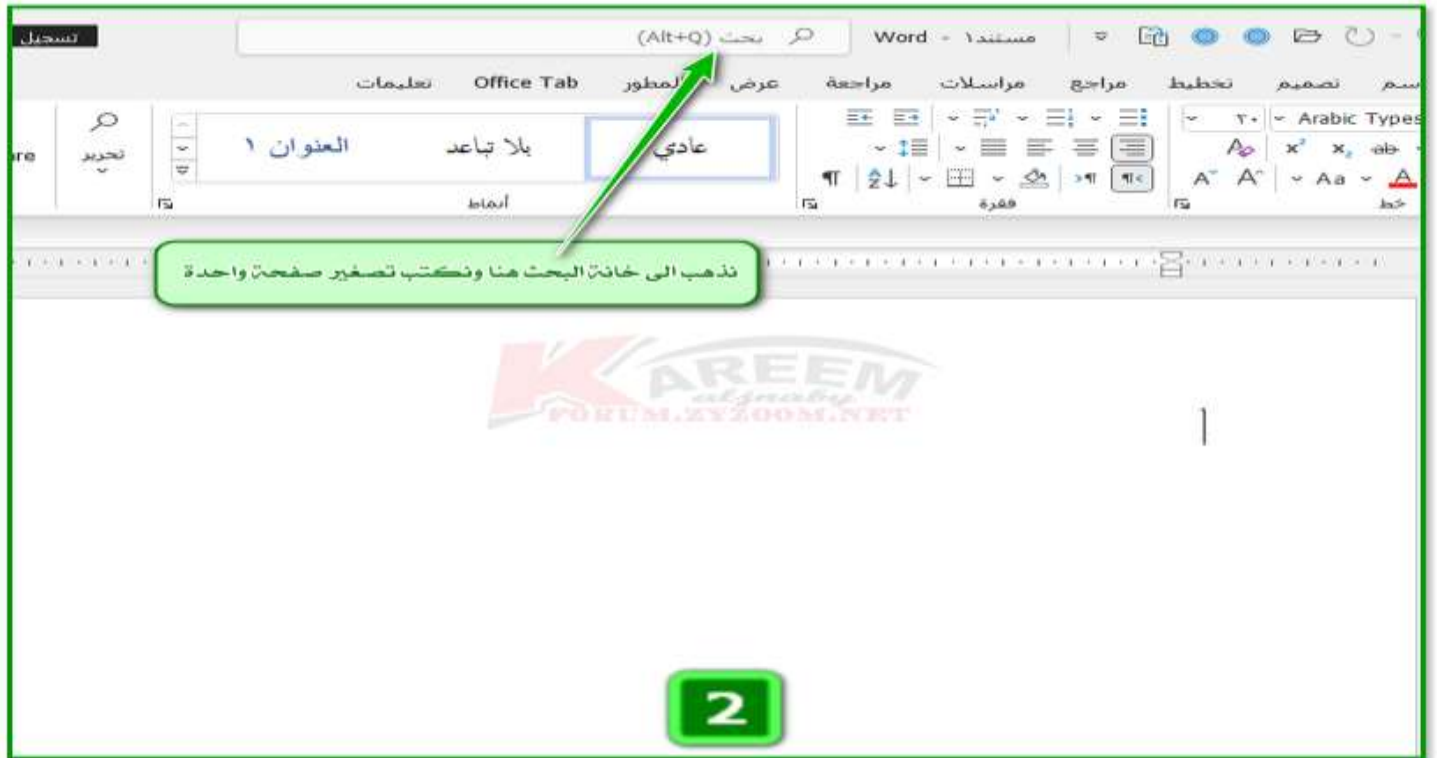 مستند١ - Word
بحث (Alt+Q)
تسجيل
تصميم تخطيط مراجع مراسلات مراجعة عرض المطور Office Tab تعليمات
Arabic Types ٢٠
عادي بلا تباعد العنوان ١
تحرير
خط فقرة أنماط
نذهب الى خانة البحث هنا ونكتب تصغير صفحة واحدة
KAREEM
aljnaby
FORUM.ZYZOOM.NET
2